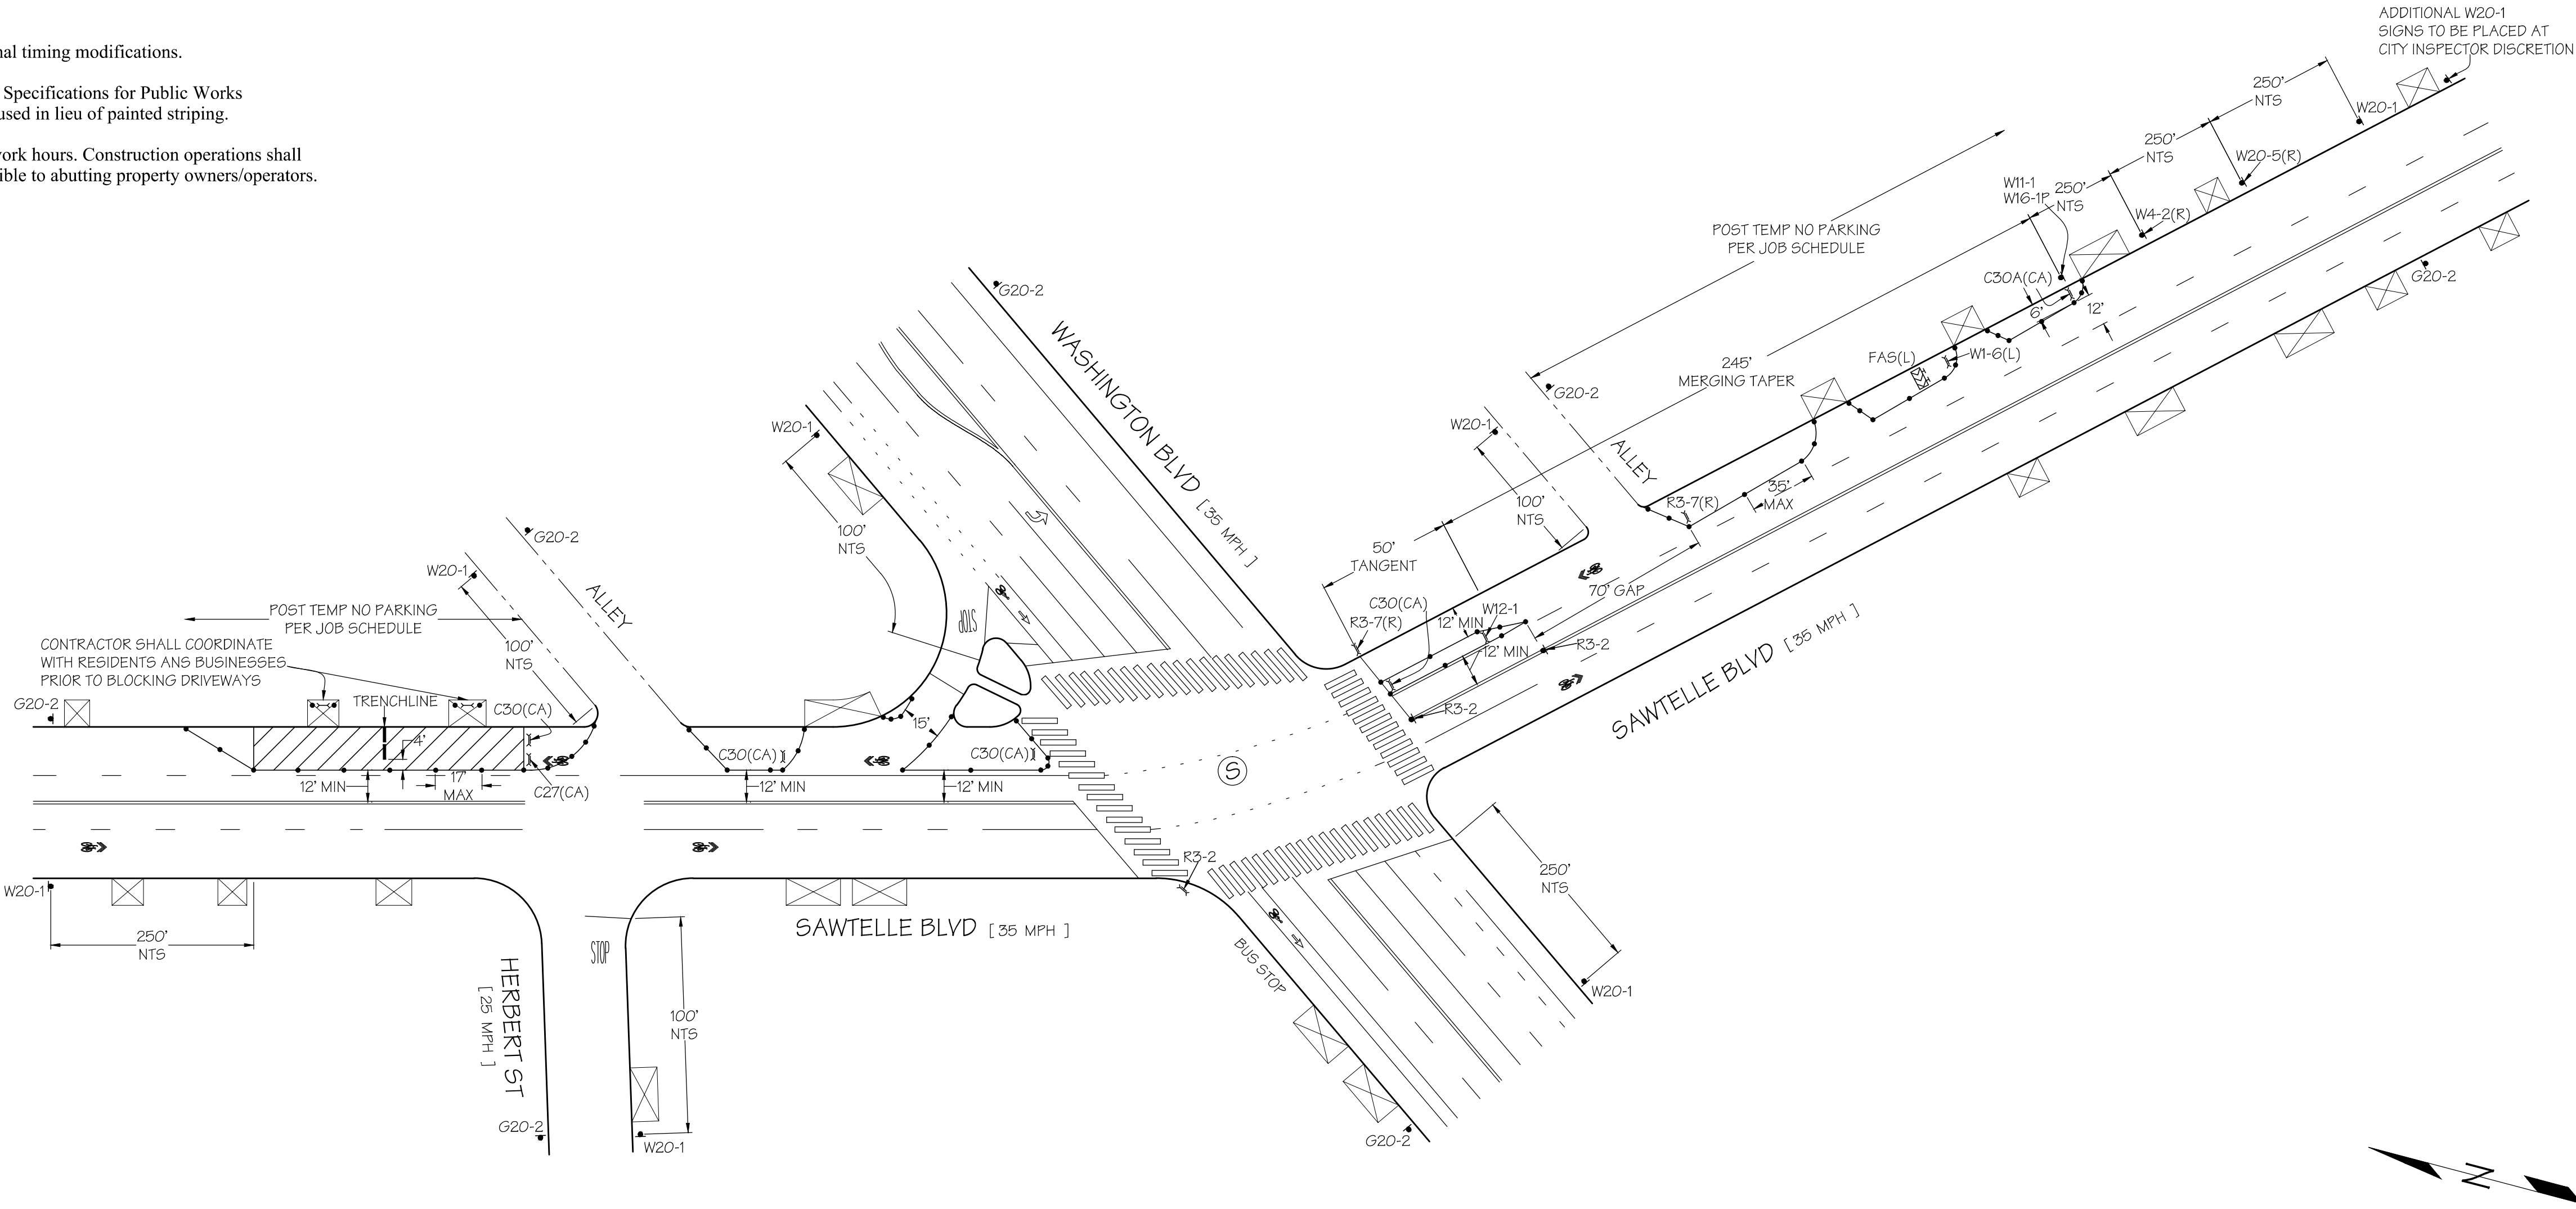 nal timing modifications.
Specifications for Public Works
used in lieu of painted striping.
work hours. Construction operations shall
ible to abutting property owners/operators.
ADDITIONAL W20-1
SIGNS TO BE PLACED AT
CITY INSPECTOR DISCRETION
250'
NTS
W20-1
250'
NTS
W20-5(R)
W11-1
W16-1P
250'
NTS
W4-2(R)
POST TEMP NO PARKING
PER JOB SCHEDULE
C30A(CA)
6'
12'
G20-2
245'
MERGING TAPER
FAS(L)
W1-6(L)
G20-2
W20-1
ALLEY
100'
NTS
R3-7(R)
35'
MAX
G20-2
WASHINGTON BLVD [ 35 MPH ]
W20-1
100'
NTS
50'
TANGENT
70' GAP
C30(CA)
R3-7(R)
W12-1
12' MIN
12' MIN
R3-2
R3-2
SAWTELLE BLVD [ 35 MPH ]
STOP
G20-2
W20-1
ALLEY
POST TEMP NO PARKING
PER JOB SCHEDULE
100'
NTS
CONTRACTOR SHALL COORDINATE
WITH RESIDENTS ANS BUSINESSES
PRIOR TO BLOCKING DRIVEWAYS
G20-2
TRENCHLINE
C30(CA)
4'
12' MIN
17'
MAX
C27(CA)
C30(CA)
12' MIN
15'
C30(CA)
12' MIN
S
W20-1
250'
NTS
R3-2
SAWTELLE BLVD [ 35 MPH ]
250'
NTS
W20-1
BUS STOP
G20-2
STOP
HERBERT ST
[ 25 MPH ]
100'
NTS
G20-2
W20-1
N